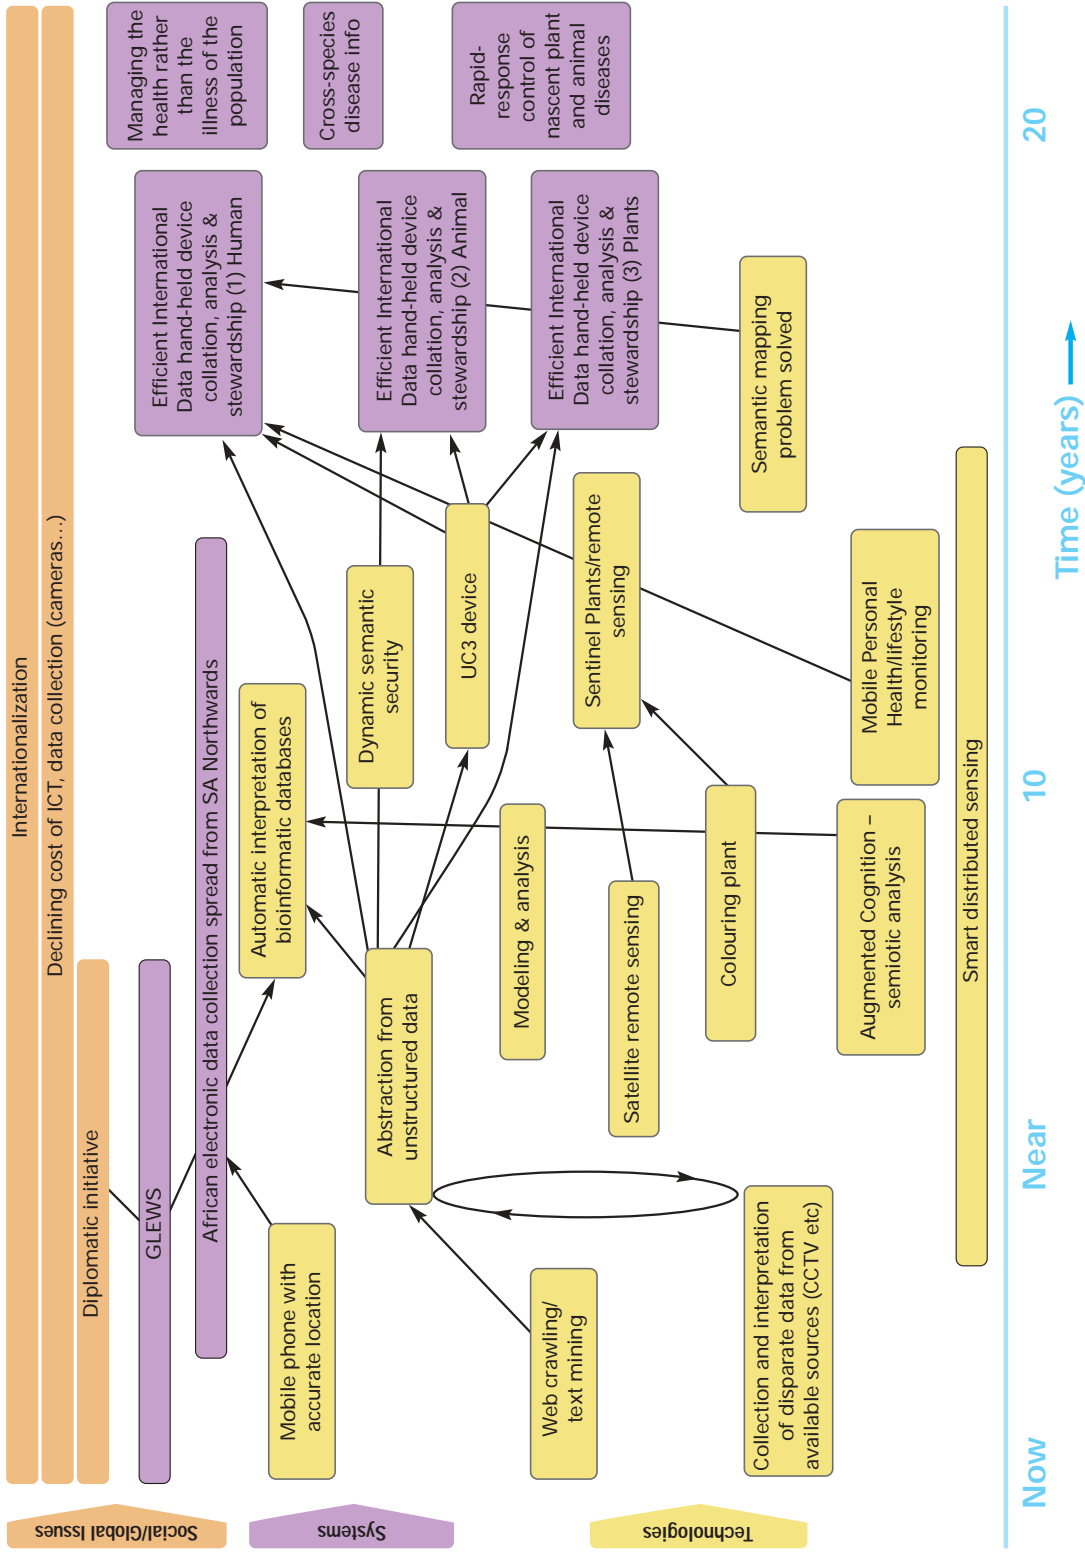 Social/Global Issues
Internationalization
Declining cost of ICT, data collection (cameras...)
Diplomatic initiative
Systems
GLEWS
African electronic data collection spread from SA Northwards
Managing the
health rather
than the
illness of the
population
Efficient International
Data hand-held device
collation, analysis &
stewardship (1) Human
Cross-species
disease info
Efficient International
Data hand-held device
collation, analysis &
stewardship (2) Animal
Rapid-
response
control of
nascent plant
and animal
diseases
Efficient International
Data hand-held device
collation, analysis &
stewardship (3) Plants
Technologies
Mobile phone with
accurate location
Automatic interpretation of
bioinformatic databases
Abstraction from
unstructured data
Dynamic semantic
security
UC3 device
Web crawling/
text mining
Modeling & analysis
Sentinel Plants/remote
sensing
Satellite remote sensing
Colouring plant
Semantic mapping
problem solved
Collection and interpretation
of disparate data from
available sources (CCTV etc)
Augmented Cognition –
semiotic analysis
Mobile Personal
Health/lifestyle
monitoring
Smart distributed sensing
Now
Near
10
20
Time (years)